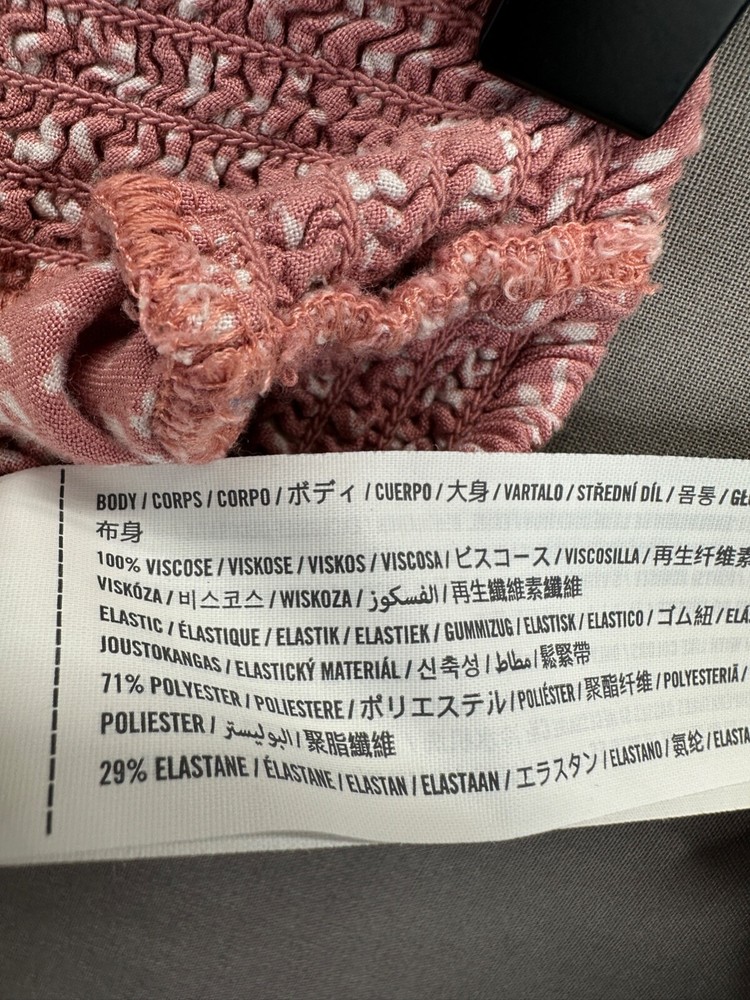 BODY / CORPS / CORPO / ボディ / CUERPO / 大身 / VARTALO / STŘEDNÍ DÍL / 몸통 /
布身
100% VISCOSE / VISKOSE / VISKOS / VISCOSA / ビスコース / VISCOSILLA / 再生纤维素
VISKÓZA / 비스코스 / WISKOZA / الفسكوز / 再生纖維素纖維
ELASTIC / ÉLASTIQUE / ELASTIK / ELASTIEK / GUMMIZUG / ELASTISK / ELASTICO / ゴム紐 /
JOUSTOKANGAS / ELASTICKÝ MATERIÁL / 신축성 / مطاط / 鬆緊帶
71% POLYESTER / POLIESTERE / ポリエステル / POLIÉSTER / 聚酯纤维 / POLYESTERIÄ /
POLIESTER / البوليستر / 聚脂纖維
29% ELASTANE / ÉLASTANE / ELASTAN / ELASTAAN / エラスタン / ELASTANO / 氨纶 /